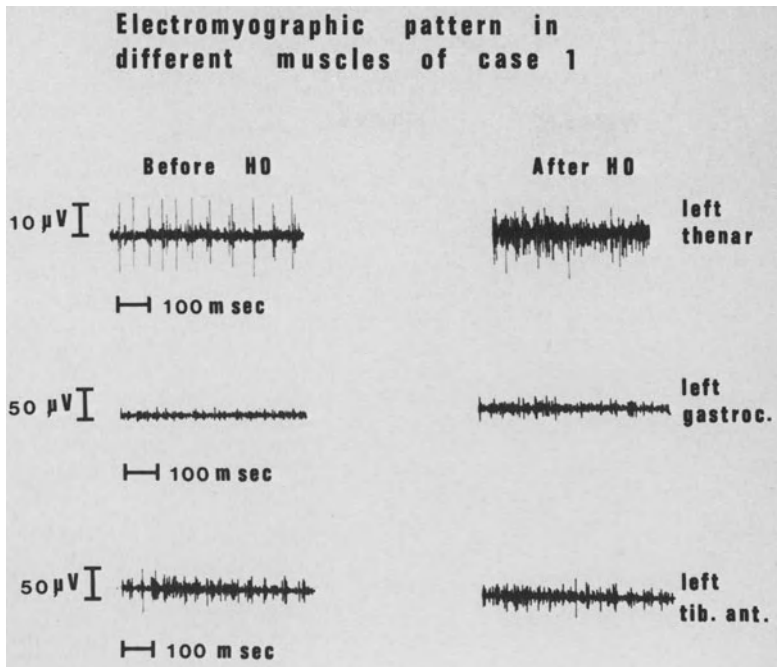 Electromyographic pattern in
different muscles of case 1
Before HO
After HO
10 µV
left
thenar
100 m sec
50 µV
left
gastroc.
100 m sec
50 µV
left
tib. ant.
100 m sec